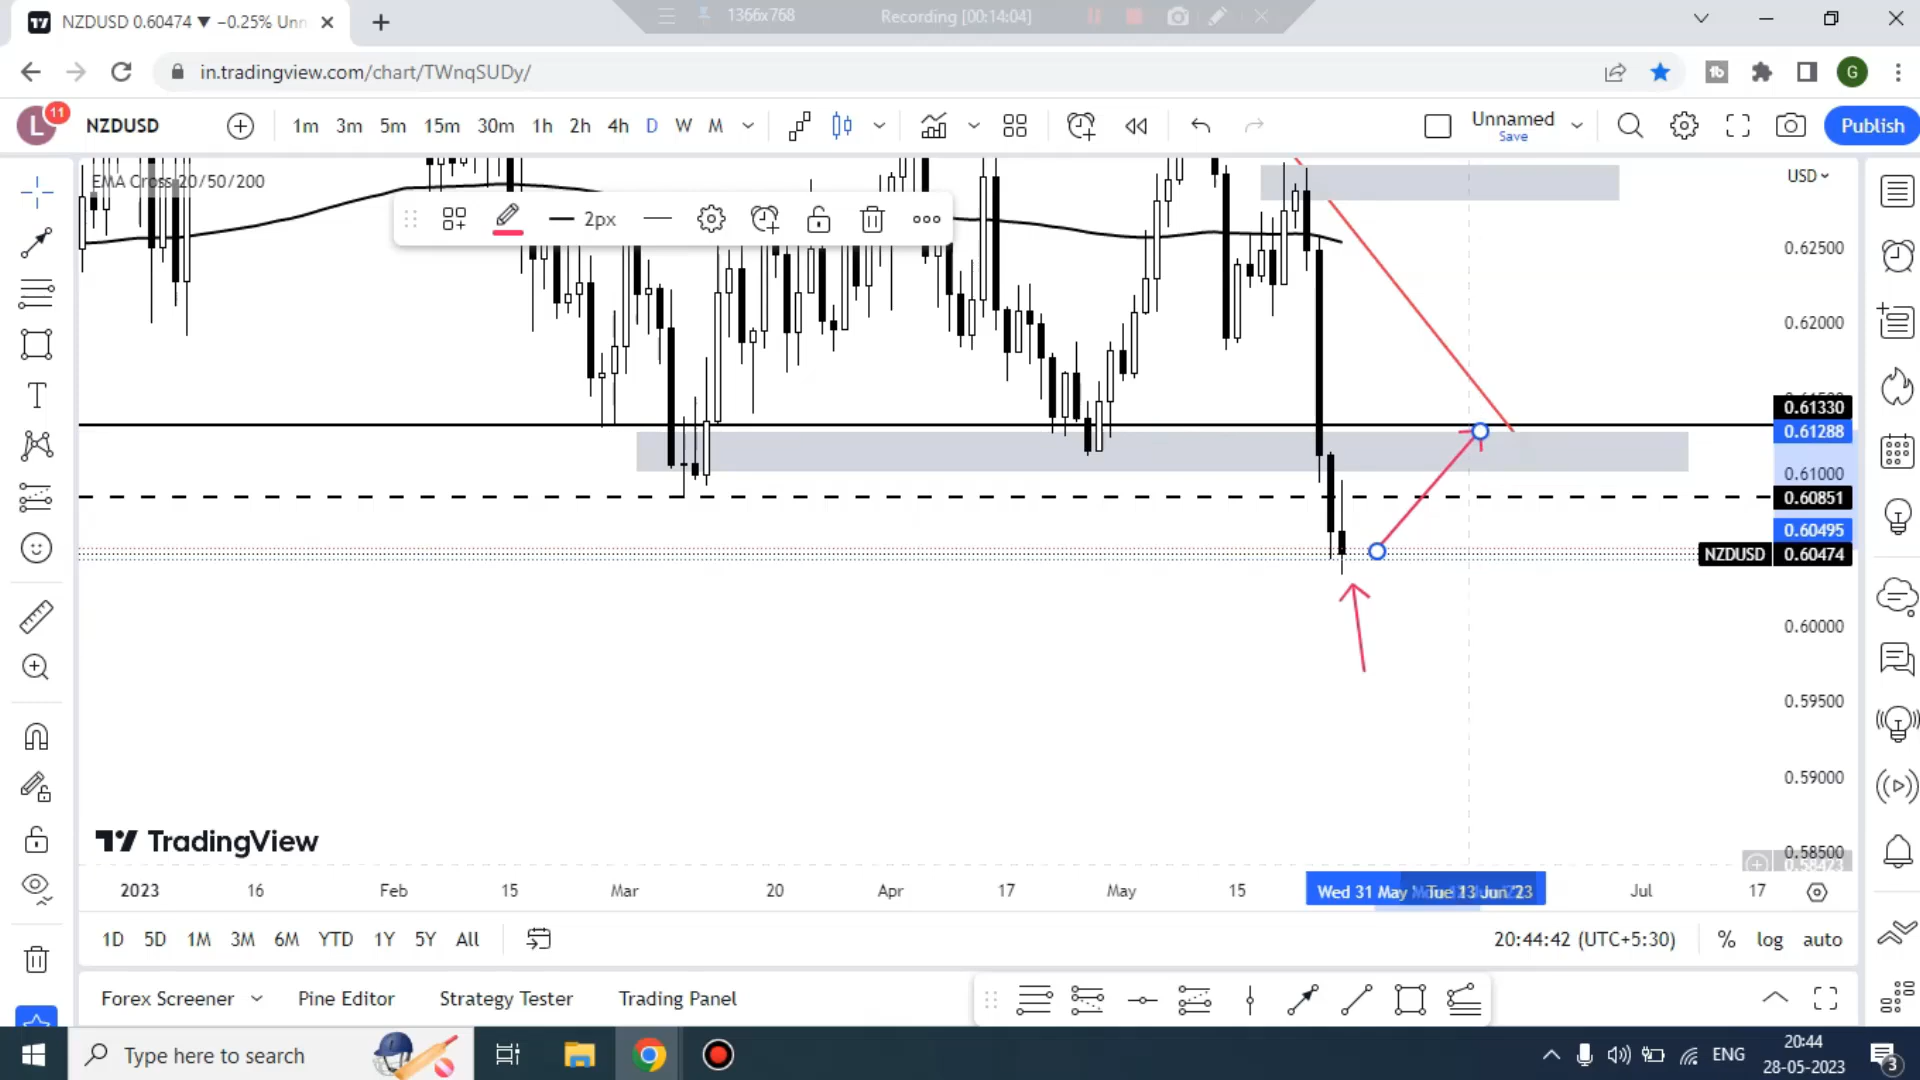 NZDUSD 0.60474 ▼ −0.25% Unn
1366x768
Recording [00:14:04]
in.tradingview.com/chart/TWnqSUDy/
G
L
11
NZDUSD
1m 3m 5m 15m 30m 1h 2h 4h D W M
Unnamed
Save
Publish
EMA Cross 20/50/200
USD
2px
0.62500
0.62000
0.61330
0.61288
0.61000
0.60851
0.60495
NZDUSD 0.60474
0.60000
0.59500
0.59000
0.58500
TradingView
2023 16 Feb 15 Mar 20 Apr 17 May 15 Wed 31 May Tue 13 Jun '23 Jul 17
1D 5D 1M 3M 6M YTD 1Y 5Y All
20:44:42 (UTC+5:30) % log auto
Forex Screener Pine Editor Strategy Tester Trading Panel
Type here to search
ENG
20:44
28-05-2023
3